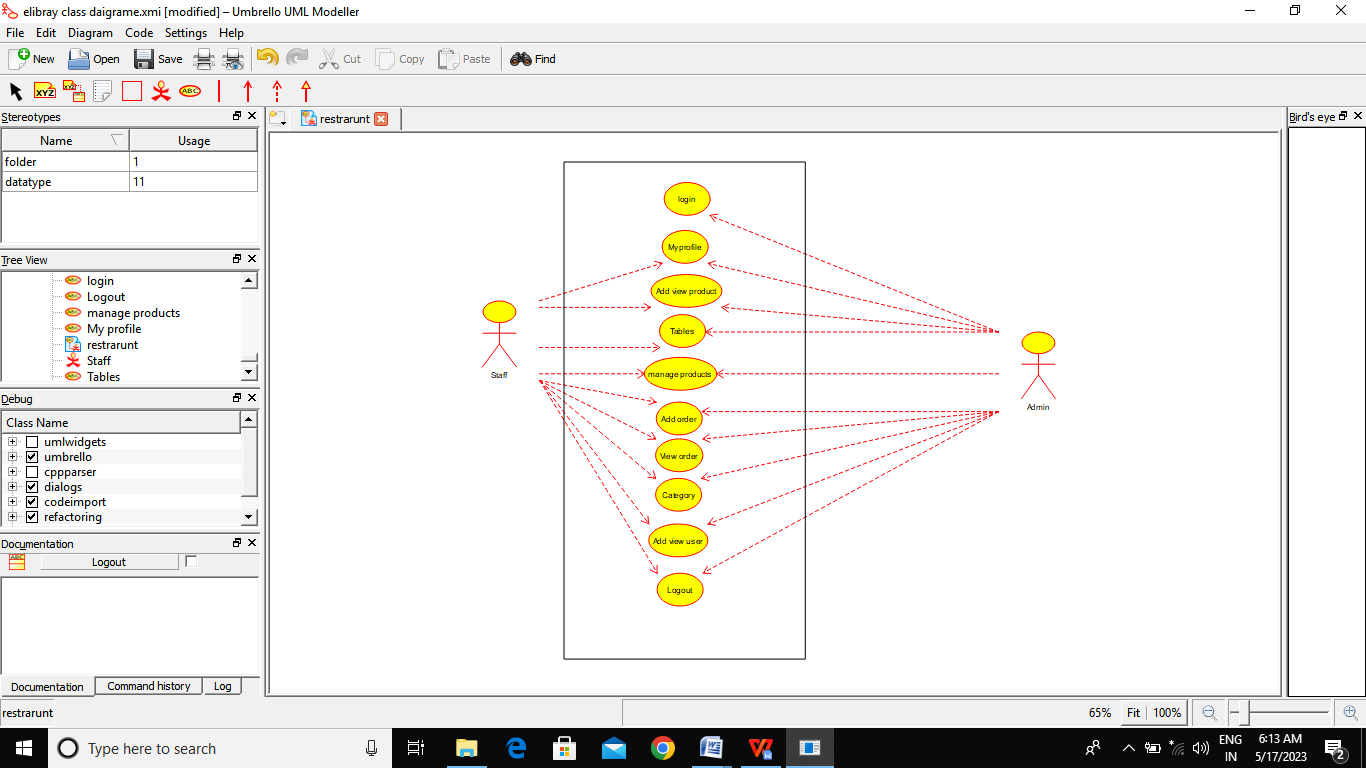 elibray class daigrame.xmi [modified] – Umbrello UML Modeller
File Edit Diagram Code Settings Help
New Open Save Cut Copy Paste Find
XYZ XYZ ABC
Stereotypes
Name Usage
folder 1
datatype 11
Tree View
login
Logout
manage products
My profile
restrarunt
Staff
Tables
Debug
Class Name
umlwidgets
umbrello
cppparser
dialogs
codeimport
refactoring
Documentation
Logout
Documentation Command history Log
restrarunt
restrarunt
login
My profile
Add view product
Tables
manage products
Add order
View order
Category
Add view user
Logout
Staff
Admin
Bird's eye
65% Fit 100%
Type here to search
ENG
IN
6:13 AM
5/17/2023
2